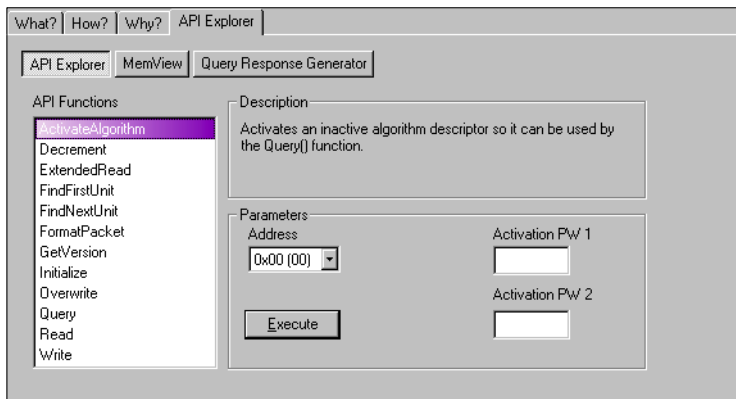 What? How? Why? API Explorer
API Explorer MemView Query Response Generator
API Functions
ActivateAlgorithm
Decrement
ExtendedRead
FindFirstUnit
FindNextUnit
FormatPacket
GetVersion
Initialize
Overwrite
Query
Read
Write
Description
Activates an inactive algorithm descriptor so it can be used by
the Query() function.
Parameters
Address
0x00 (00)
Execute
Activation PW 1
Activation PW 2